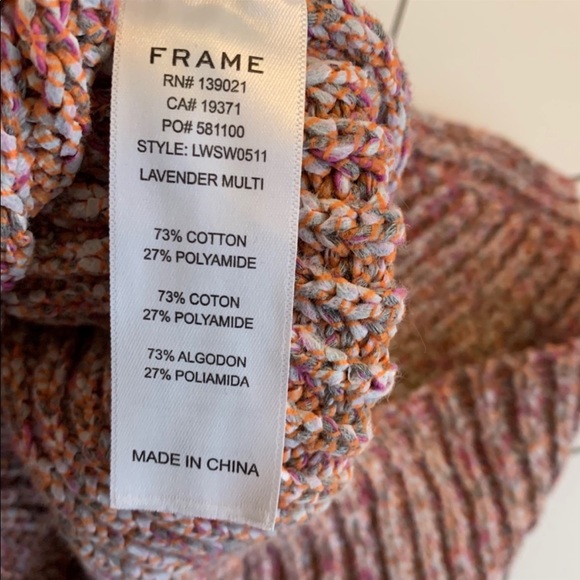 FRAME
RN# 139021
CA# 19371
PO# 581100
STYLE: LWSW0511
LAVENDER MULTI
73% COTTON
27% POLYAMIDE
73% COTON
27% POLYAMIDE
73% ALGODON
27% POLIAMIDA
MADE IN CHINA